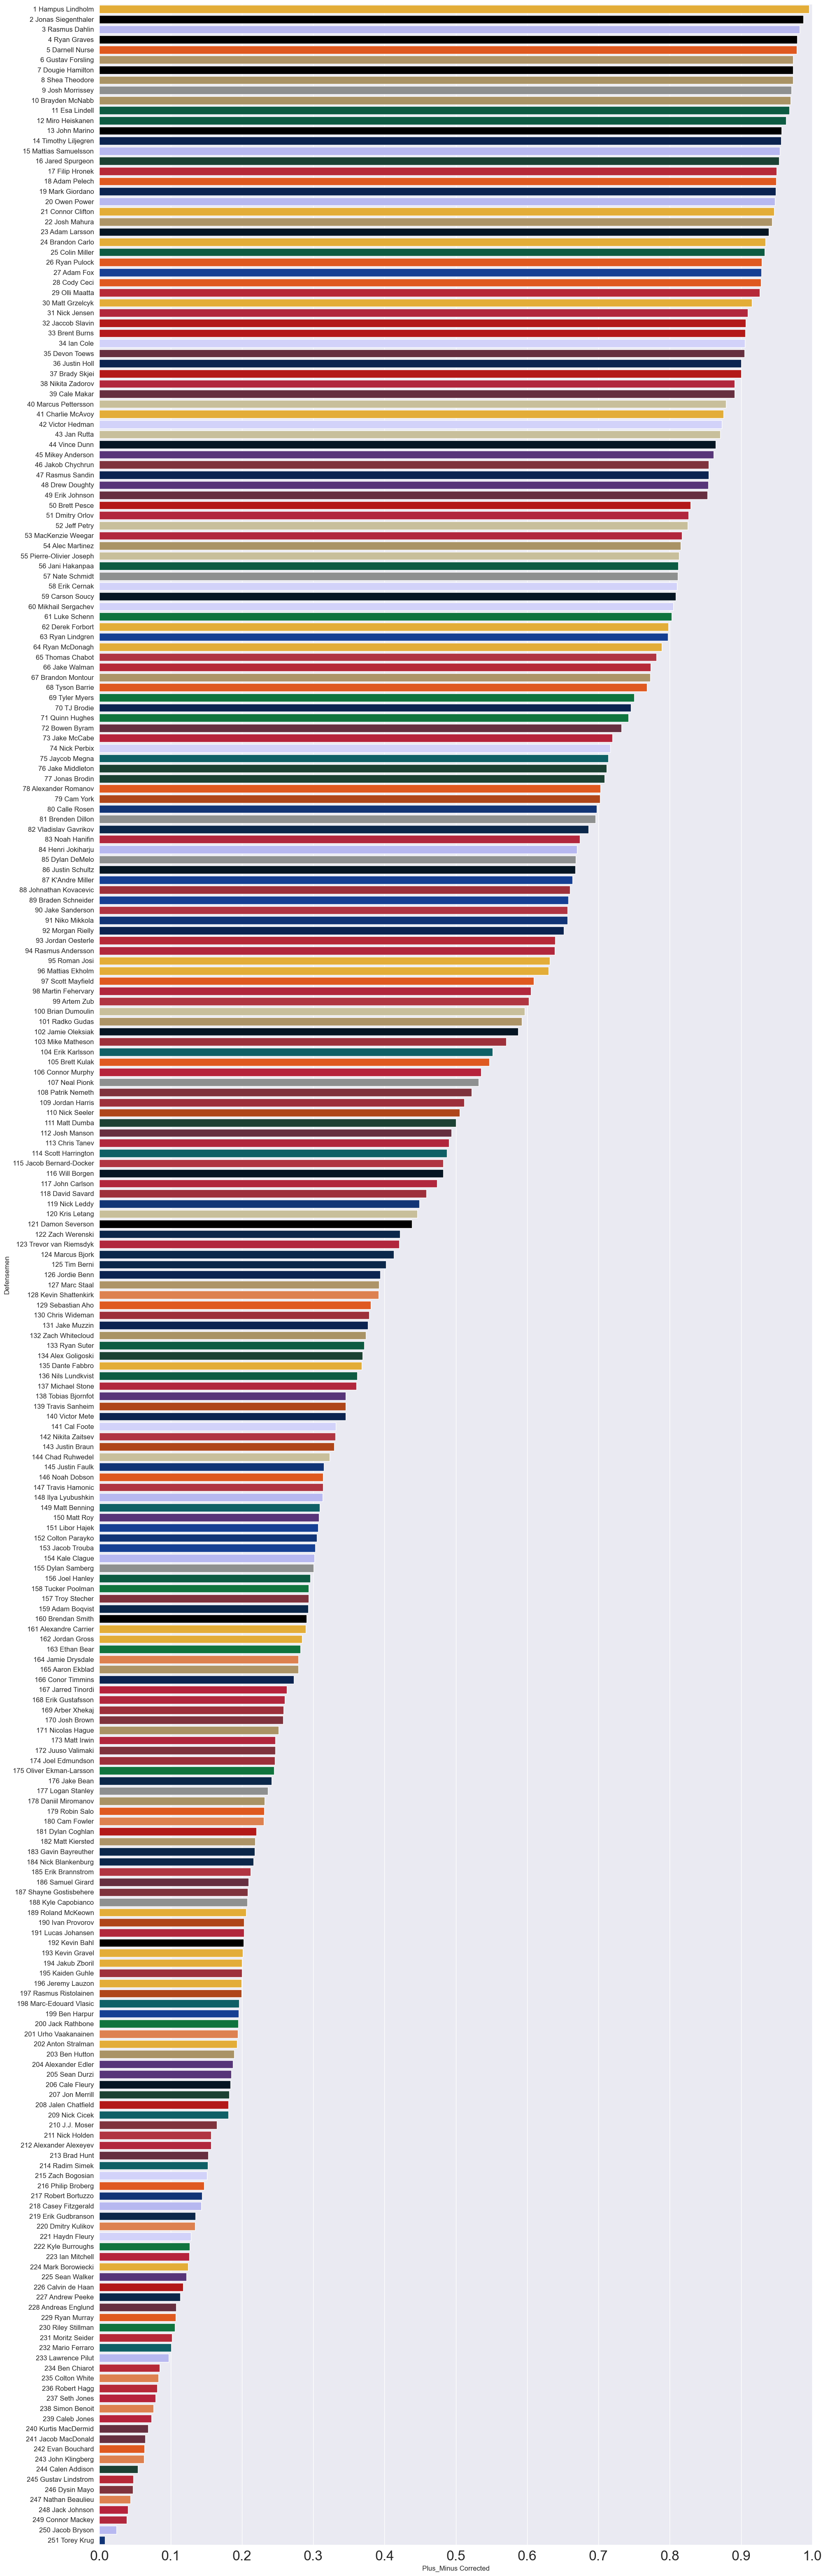 1 Hampus Lindholm
2 Jonas Siegenthaler
3 Rasmus Dahlin
4 Ryan Graves
5 Darnell Nurse
6 Gustav Forsling
7 Dougie Hamilton
8 Shea Theodore
9 Josh Morrissey
10 Brayden McNabb
11 Esa Lindell
12 Miro Heiskanen
13 John Marino
14 Timothy Liljegren
15 Mattias Samuelsson
16 Jared Spurgeon
17 Filip Hronek
18 Adam Pelech
19 Mark Giordano
20 Owen Power
21 Connor Clifton
22 Josh Mahura
23 Adam Larsson
24 Brandon Carlo
25 Colin Miller
26 Ryan Pulock
27 Adam Fox
28 Cody Ceci
29 Olli Maatta
30 Matt Grzelcyk
31 Nick Jensen
32 Jaccob Slavin
33 Brent Burns
34 Ian Cole
35 Devon Toews
36 Justin Holl
37 Brady Skjei
38 Nikita Zadorov
39 Cale Makar
40 Marcus Pettersson
41 Charlie McAvoy
42 Victor Hedman
43 Jan Rutta
44 Vince Dunn
45 Mikey Anderson
46 Jakob Chychrun
47 Rasmus Sandin
48 Drew Doughty
49 Erik Johnson
50 Brett Pesce
51 Dmitry Orlov
52 Jeff Petry
53 MacKenzie Weegar
54 Alec Martinez
55 Pierre-Olivier Joseph
56 Jani Hakanpaa
57 Nate Schmidt
58 Erik Cernak
59 Carson Soucy
60 Mikhail Sergachev
61 Luke Schenn
62 Derek Forbort
63 Ryan Lindgren
64 Ryan McDonagh
65 Thomas Chabot
66 Jake Walman
67 Brandon Montour
68 Tyson Barrie
69 Tyler Myers
70 TJ Brodie
71 Quinn Hughes
72 Bowen Byram
73 Jake McCabe
74 Nick Perbix
75 Jaycob Megna
76 Jake Middleton
77 Jonas Brodin
78 Alexander Romanov
79 Cam York
80 Calle Rosen
81 Brenden Dillon
82 Vladislav Gavrikov
83 Noah Hanifin
84 Henri Jokiharju
85 Dylan DeMelo
86 Justin Schultz
87 K'Andre Miller
88 Johnathan Kovacevic
89 Braden Schneider
90 Jake Sanderson
91 Niko Mikkola
92 Morgan Rielly
93 Jordan Oesterle
94 Rasmus Andersson
95 Roman Josi
96 Mattias Ekholm
97 Scott Mayfield
98 Martin Fehervary
99 Artem Zub
100 Brian Dumoulin
101 Radko Gudas
102 Jamie Oleksiak
103 Mike Matheson
104 Erik Karlsson
105 Brett Kulak
106 Connor Murphy
107 Neal Pionk
108 Patrik Nemeth
109 Jordan Harris
110 Nick Seeler
111 Matt Dumba
112 Josh Manson
113 Chris Tanev
114 Scott Harrington
115 Jacob Bernard-Docker
116 Will Borgen
117 John Carlson
118 David Savard
119 Nick Leddy
120 Kris Letang
121 Damon Severson
122 Zach Werenski
123 Trevor van Riemsdyk
124 Marcus Bjork
125 Tim Berni
126 Jordie Benn
127 Marc Staal
128 Kevin Shattenkirk
129 Sebastian Aho
130 Chris Wideman
131 Jake Muzzin
132 Zach Whitecloud
133 Ryan Suter
134 Alex Goligoski
135 Dante Fabbro
136 Nils Lundkvist
137 Michael Stone
138 Tobias Bjornfot
139 Travis Sanheim
140 Victor Mete
141 Cal Foote
142 Nikita Zaitsev
143 Justin Braun
144 Chad Ruhwedel
145 Justin Faulk
146 Noah Dobson
147 Travis Hamonic
148 Ilya Lyubushkin
149 Matt Benning
150 Matt Roy
151 Libor Hajek
152 Colton Parayko
153 Jacob Trouba
154 Kale Clague
155 Dylan Samberg
156 Joel Hanley
158 Tucker Poolman
157 Troy Stecher
159 Adam Boqvist
160 Brendan Smith
161 Alexandre Carrier
162 Jordan Gross
163 Ethan Bear
164 Jamie Drysdale
165 Aaron Ekblad
166 Conor Timmins
167 Jarred Tinordi
168 Erik Gustafsson
169 Arber Xhekaj
170 Josh Brown
171 Nicolas Hague
173 Matt Irwin
172 Juuso Valimaki
174 Joel Edmundson
175 Oliver Ekman-Larsson
176 Jake Bean
177 Logan Stanley
178 Daniil Miromanov
179 Robin Salo
180 Cam Fowler
181 Dylan Coghlan
182 Matt Kiersted
183 Gavin Bayreuther
184 Nick Blankenburg
185 Erik Brannstrom
186 Samuel Girard
187 Shayne Gostisbehere
188 Kyle Capobianco
189 Roland McKeown
190 Ivan Provorov
191 Lucas Johansen
192 Kevin Bahl
193 Kevin Gravel
194 Jakub Zboril
195 Kaiden Guhle
196 Jeremy Lauzon
197 Rasmus Ristolainen
198 Marc-Edouard Vlasic
199 Ben Harpur
200 Jack Rathbone
201 Urho Vaakanainen
202 Anton Stralman
203 Ben Hutton
204 Alexander Edler
205 Sean Durzi
206 Cale Fleury
207 Jon Merrill
208 Jalen Chatfield
209 Nick Cicek
210 J.J. Moser
211 Nick Holden
212 Alexander Alexeyev
213 Brad Hunt
214 Radim Simek
215 Zach Bogosian
216 Philip Broberg
217 Robert Bortuzzo
218 Casey Fitzgerald
219 Erik Gudbranson
220 Dmitry Kulikov
221 Haydn Fleury
222 Kyle Burroughs
223 Ian Mitchell
224 Mark Borowiecki
225 Sean Walker
226 Calvin de Haan
227 Andrew Peeke
228 Andreas Englund
229 Ryan Murray
230 Riley Stillman
231 Moritz Seider
232 Mario Ferraro
233 Lawrence Pilut
234 Ben Chiarot
235 Colton White
236 Robert Hagg
237 Seth Jones
238 Simon Benoit
239 Caleb Jones
240 Kurtis MacDermid
241 Jacob MacDonald
242 Evan Bouchard
243 John Klingberg
244 Calen Addison
245 Gustav Lindstrom
246 Dysin Mayo
247 Nathan Beaulieu
248 Jack Johnson
249 Connor Mackey
250 Jacob Bryson
251 Torey Krug
Defensemen
0.0 0.1 0.2 0.3 0.4 0.5 0.6 0.7 0.8 0.9 1.0
Plus_Minus Corrected